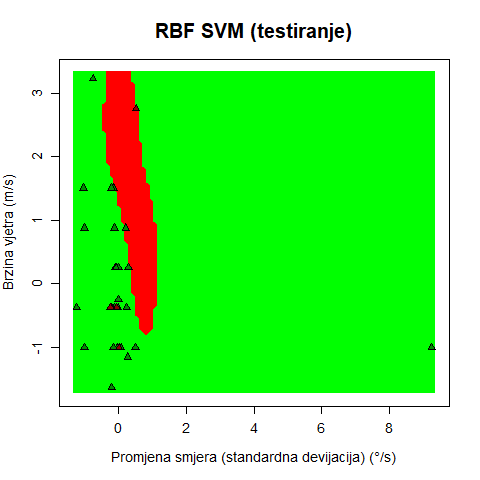 RBF SVM (testiranje)
Brzina vjetra (m/s)
3
2
1
0
-1
0 2 4 6 8
Promjena smjera (standardna devijacija) (°/s)